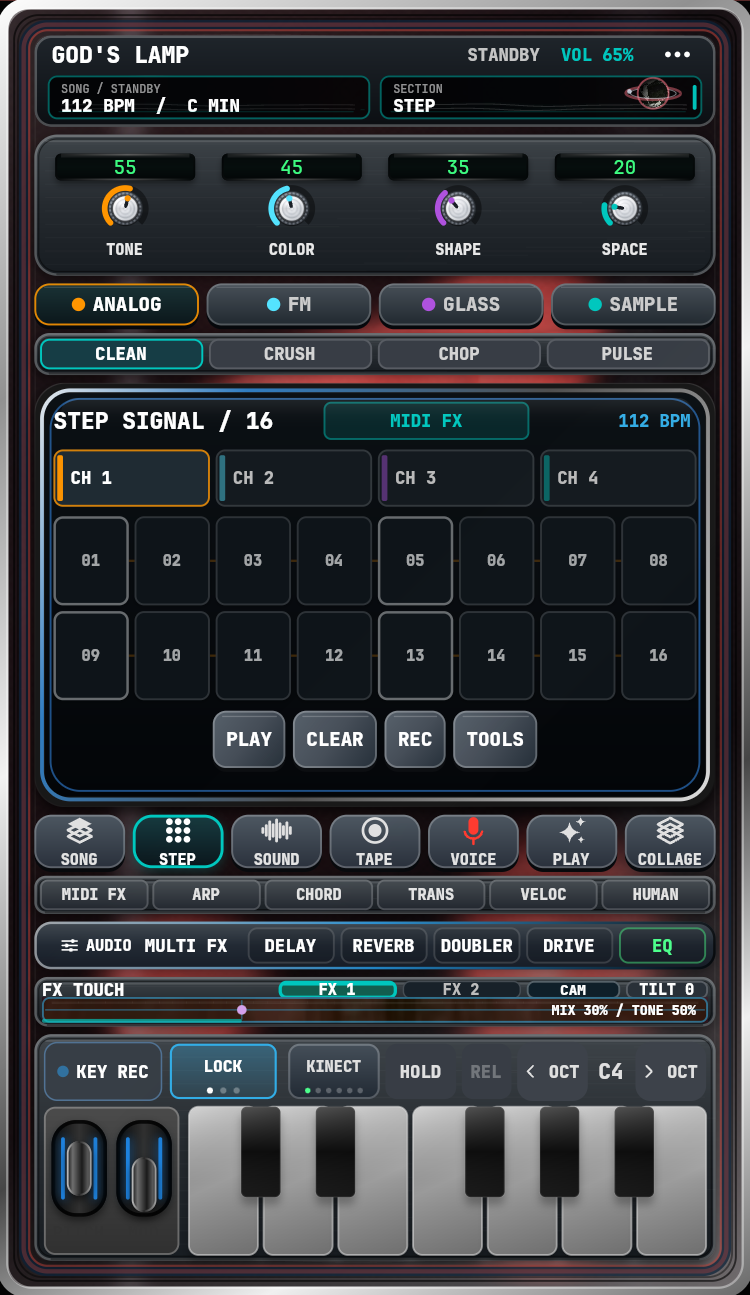 GOD'S LAMP STANDBY VOL 65% •••
SONG / STANDBY
112 BPM / C MIN
SECTION
STEP
55 45 35 20
TONE COLOR SHAPE SPACE
ANALOG FM GLASS SAMPLE
CLEAN CRUSH CHOP PULSE
STEP SIGNAL / 16 MIDI FX 112 BPM
CH 1 CH 2 CH 3 CH 4
01 02 03 04 05 06 07 08
09 10 11 12 13 14 15 16
PLAY CLEAR REC TOOLS
SONG STEP SOUND TAPE VOICE PLAY COLLAGE
MIDI FX ARP CHORD TRANS VELOC HUMAN
AUDIO MULTI FX DELAY REVERB DOUBLER DRIVE EQ
FX TOUCH FX 1 FX 2 CAM TILT 0
MIX 30% / TONE 50%
KEY REC LOCK KINECT HOLD REL < OCT C4 > OCT